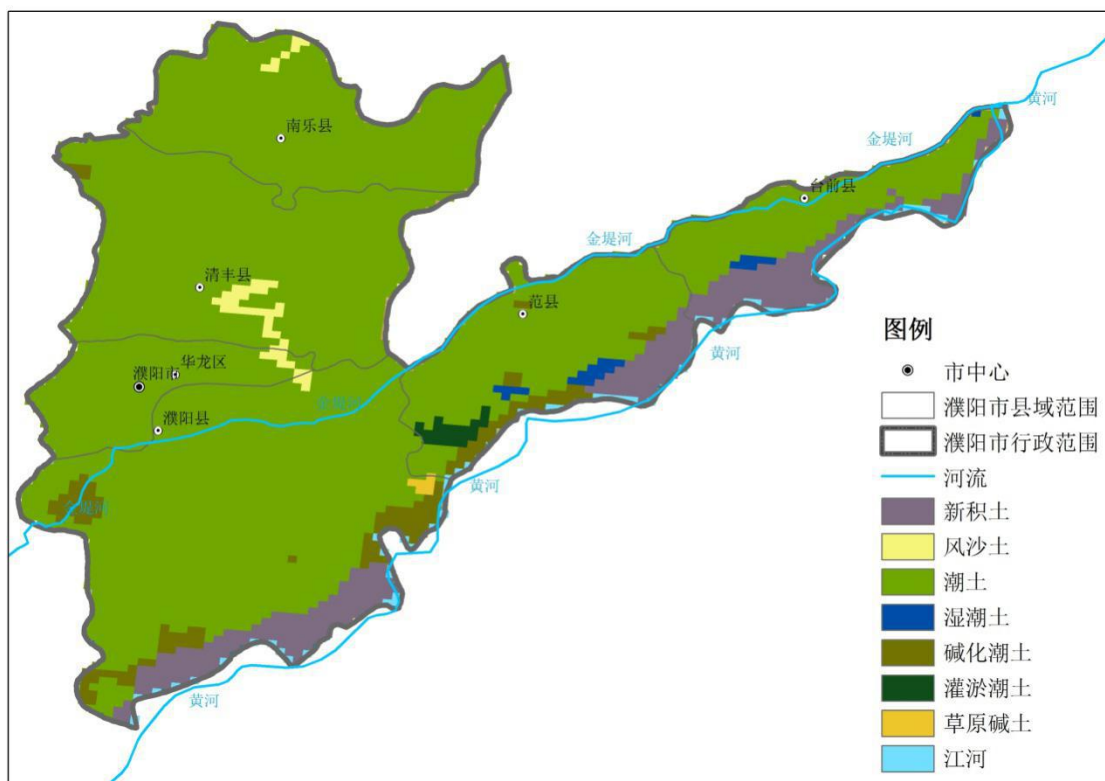 黄河
金堤河
南乐县
台前县
金堤河
清丰县
范县
黄河
华龙区
濮阳市
金堤河
濮阳县
黄河
金堤河
黄河
图例
市中心
濮阳市县域范围
濮阳市行政范围
河流
新积土
风沙土
潮土
湿潮土
碱化潮土
灌淤潮土
草原碱土
江河